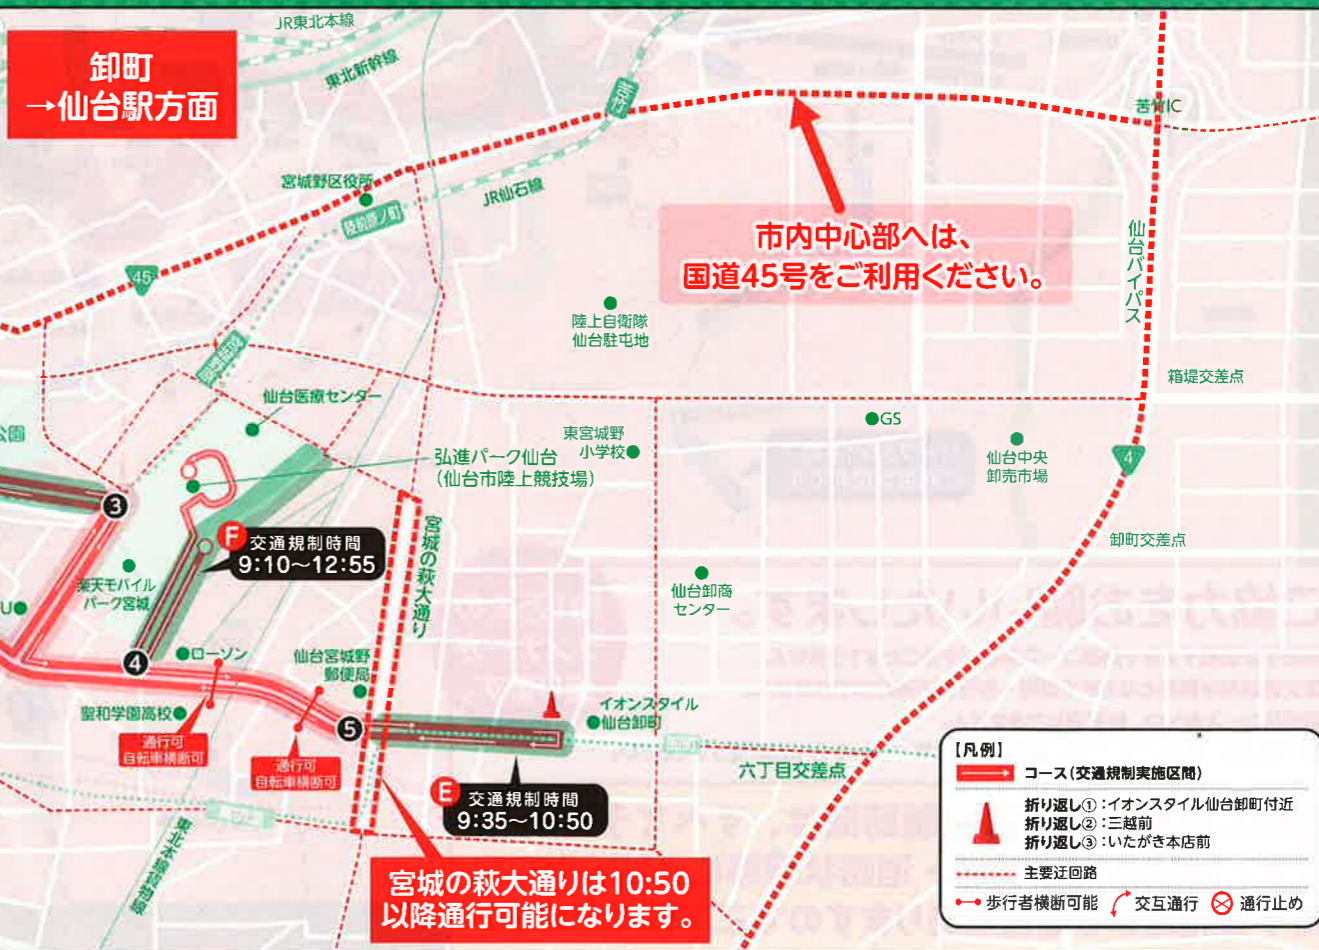 卸町
→仙台駅方面
JR東北本線
東北新幹線
苦竹
苦竹IC
宮城野区役所
陸前原ノ町
JR仙石線
45
市内中心部へは、
国道45号をご利用ください。
仙台バイパス
陸上自衛隊
仙台駐屯地
箱堤交差点
仙台医療センター
公園
弘進パーク仙台
(仙台市陸上競技場)
東宮城野
小学校
GS
仙台中央
卸売市場
4
3
F
交通規制時間
9:10~12:55
宮城の萩大通り
卸町交差点
楽天モバイル
パーク宮城
U
仙台卸商
センター
4
ローソン
仙台宮城野
郵便局
聖和学園高校
通行可
自転車横断可
通行可
自転車横断可
5
イオンスタイル
仙台卸町
六丁目交差点
E
交通規制時間
9:35~10:50
東北本線貨物線
宮城の萩大通りは10:50
以降通行可能になります。
【凡例】
コース(交通規制実施区間)
折り返し①:イオンスタイル仙台卸町付近
折り返し②:三越前
折り返し③:いたがき本店前
主要迂回路
歩行者横断可能
交互通行
通行止め